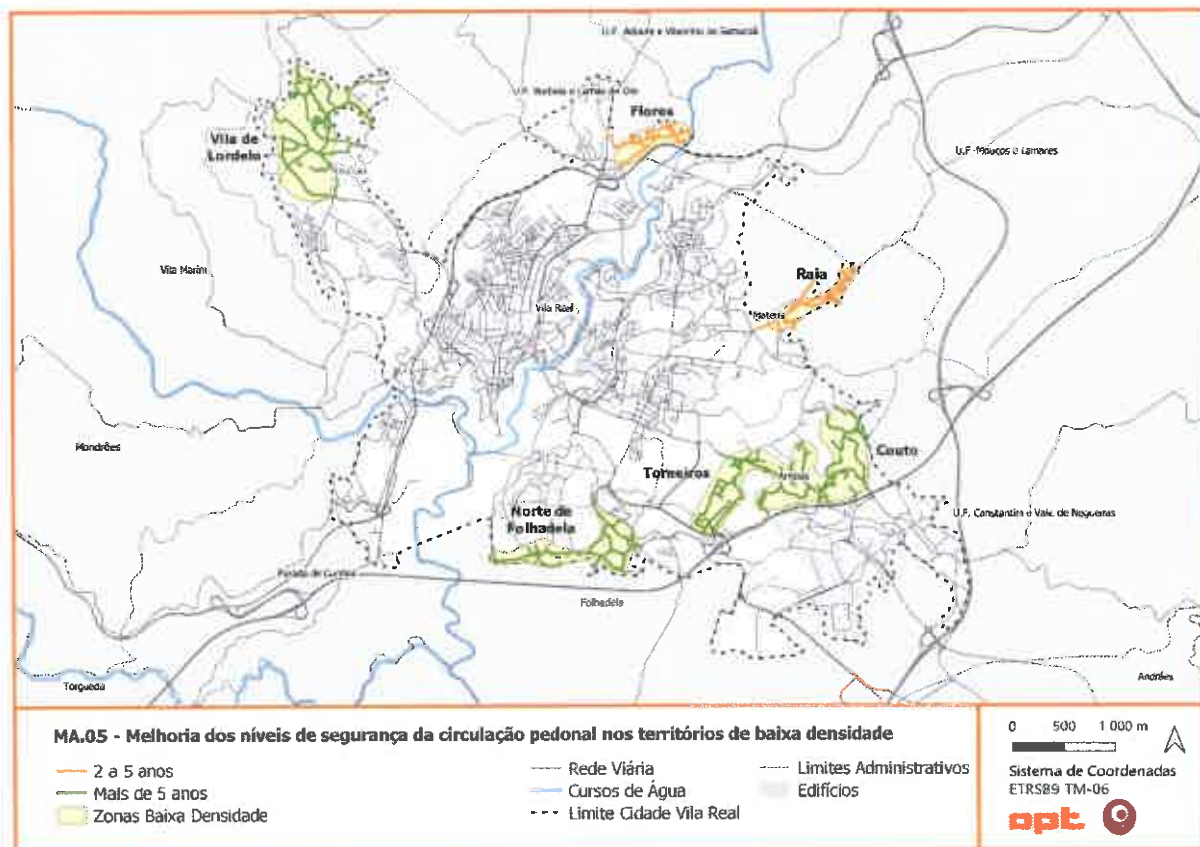 U.F. Adoufe e Vilarinho de Samardã
U.F. Borbela e Lamas de Olo
Flores
Vila de
Lordelo
U.F. Mouços e Lamares
Vila Marim
Raia
Mateus
Vila Real
Mondrões
Couto
Torneiros
Arroios
Norte de
Folhadela
U.F. Constantim e Vale de Nogueiras
Parada de Cunhos
Folhadela
Torgueda
Andrães
MA.05 - Melhoria dos níveis de segurança da circulação pedonal nos territórios de baixa densidade
2 a 5 anos
Mais de 5 anos
Zonas Baixa Densidade
Rede Viária
Cursos de Água
Limite Cidade Vila Real
Limites Administrativos
Edifícios
0 500 1 000 m
Sistema de Coordenadas
ETRS89 TM-06
opt